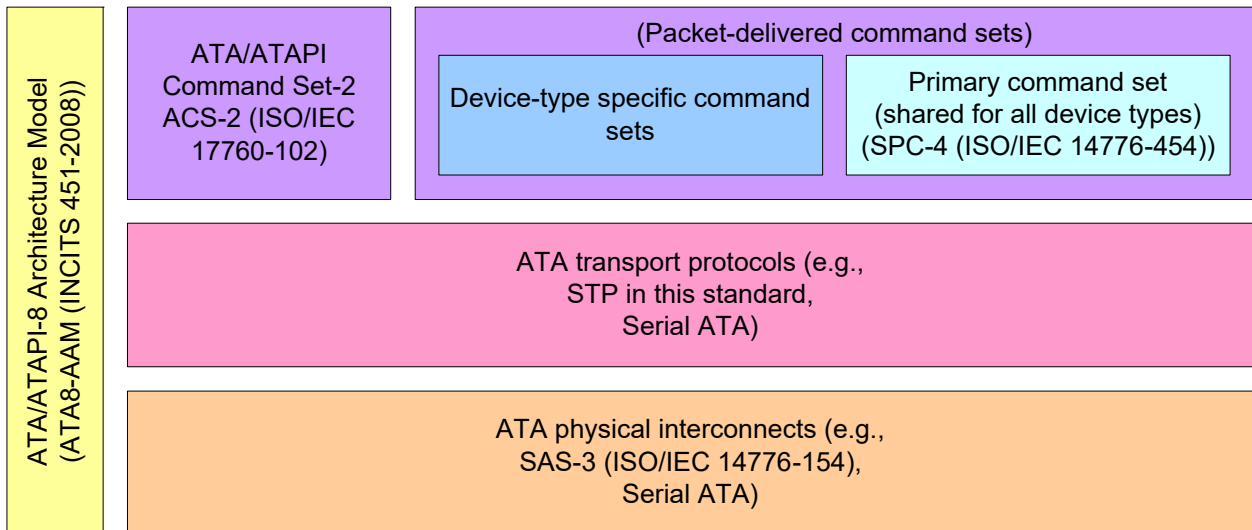 ATA/ATAPI-8 Architecture Model
(ATA8-AAM (INCITS 451-2008))
ATA/ATAPI
Command Set-2
ACS-2 (ISO/IEC
17760-102)
(Packet-delivered command sets)
Device-type specific command
sets
Primary command set
(shared for all device types)
(SPC-4 (ISO/IEC 14776-454))
ATA transport protocols (e.g.,
STP in this standard,
Serial ATA)
ATA physical interconnects (e.g.,
SAS-3 (ISO/IEC 14776-154),
Serial ATA)